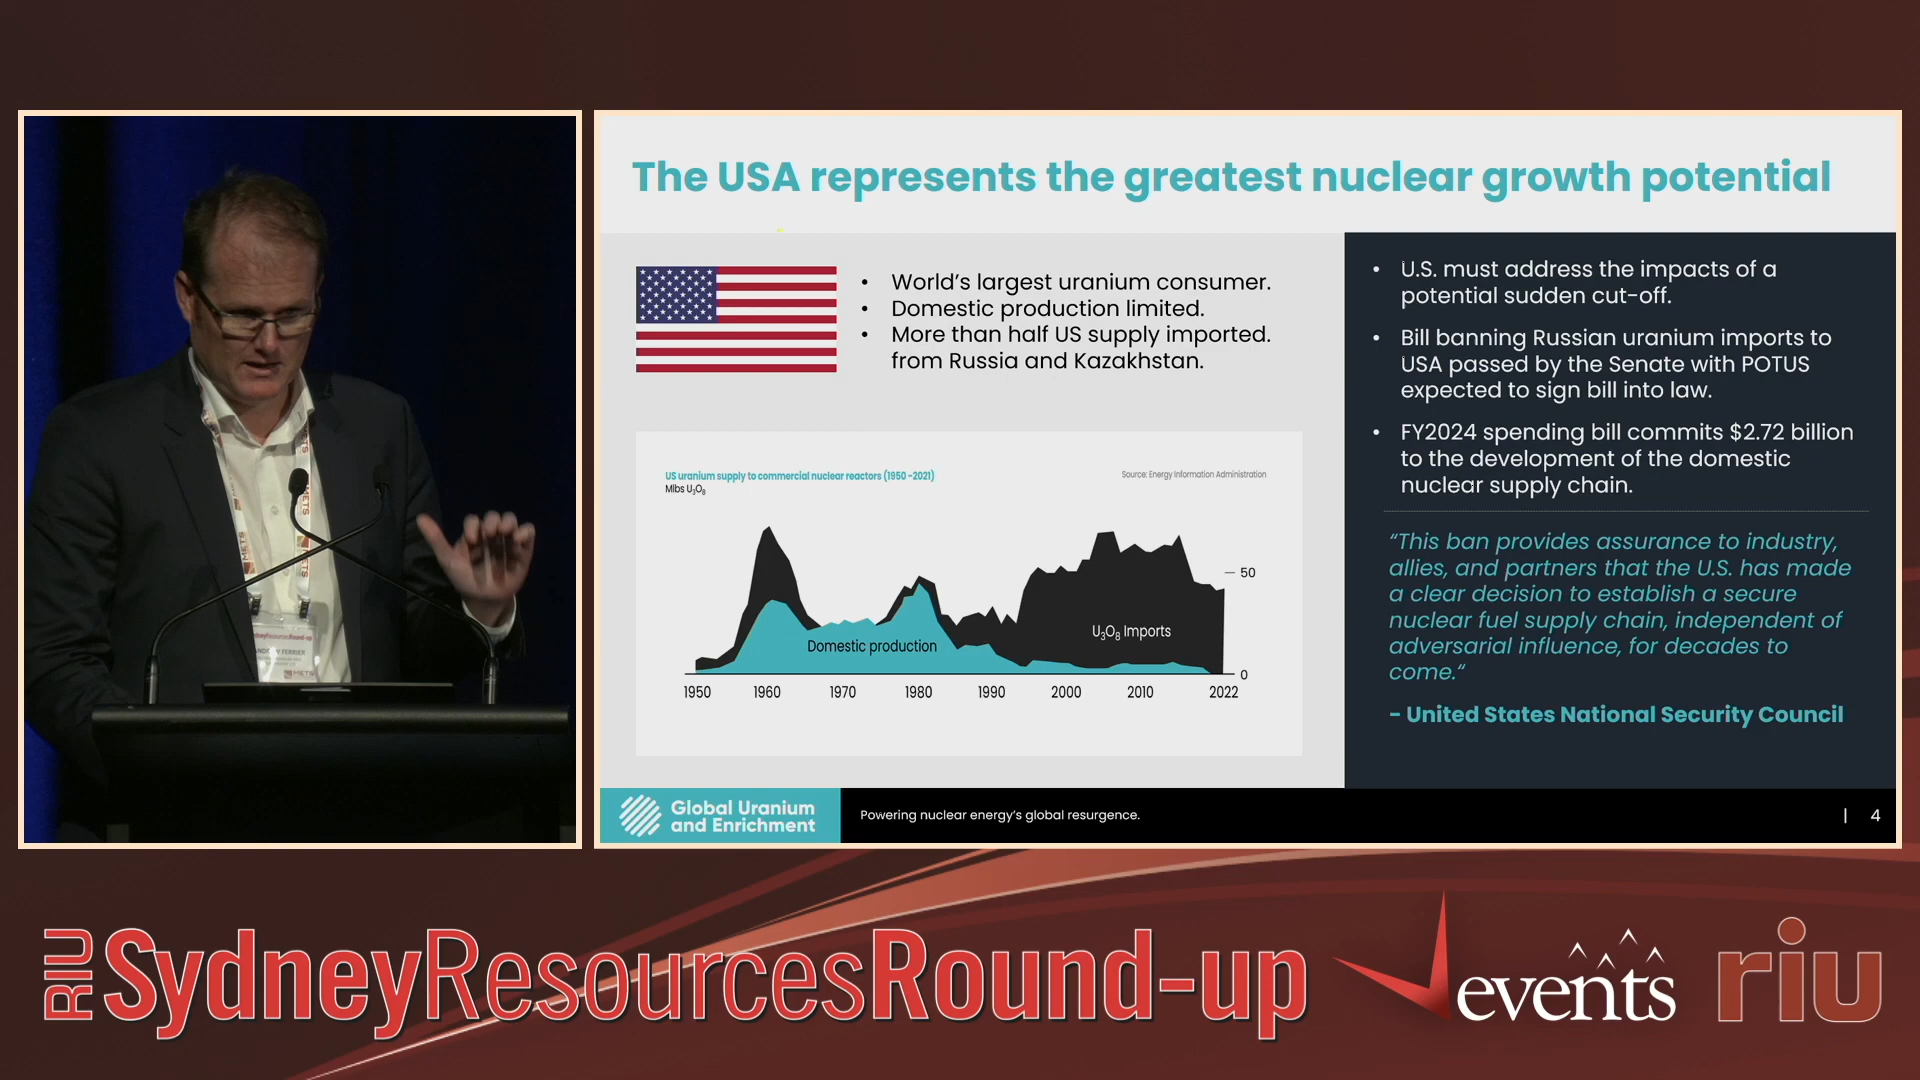 The USA represents the greatest nuclear growth potential
• World's largest uranium consumer.
• Domestic production limited.
• More than half US supply imported.
from Russia and Kazakhstan.
US uranium supply to commercial nuclear reactors (1950 -2021)
Mlbs U₃O₈
Source: Energy Information Administration
50
U₃O₈ Imports
Domestic production
0
1950 1960 1970 1980 1990 2000 2010 2022
• U.S. must address the impacts of a
potential sudden cut-off.
• Bill banning Russian uranium imports to
USA passed by the Senate with POTUS
expected to sign bill into law.
• FY2024 spending bill commits $2.72 billion
to the development of the domestic
nuclear supply chain.
“This ban provides assurance to industry,
allies, and partners that the U.S. has made
a clear decision to establish a secure
nuclear fuel supply chain, independent of
adversarial influence, for decades to
come.“
- United States National Security Council
Global Uranium
and Enrichment
Powering nuclear energy's global resurgence.
| 4
METS
SydneyResourcesRound-up
FERRIER
METS
RIU SydneyResourcesRound-up
events
riu